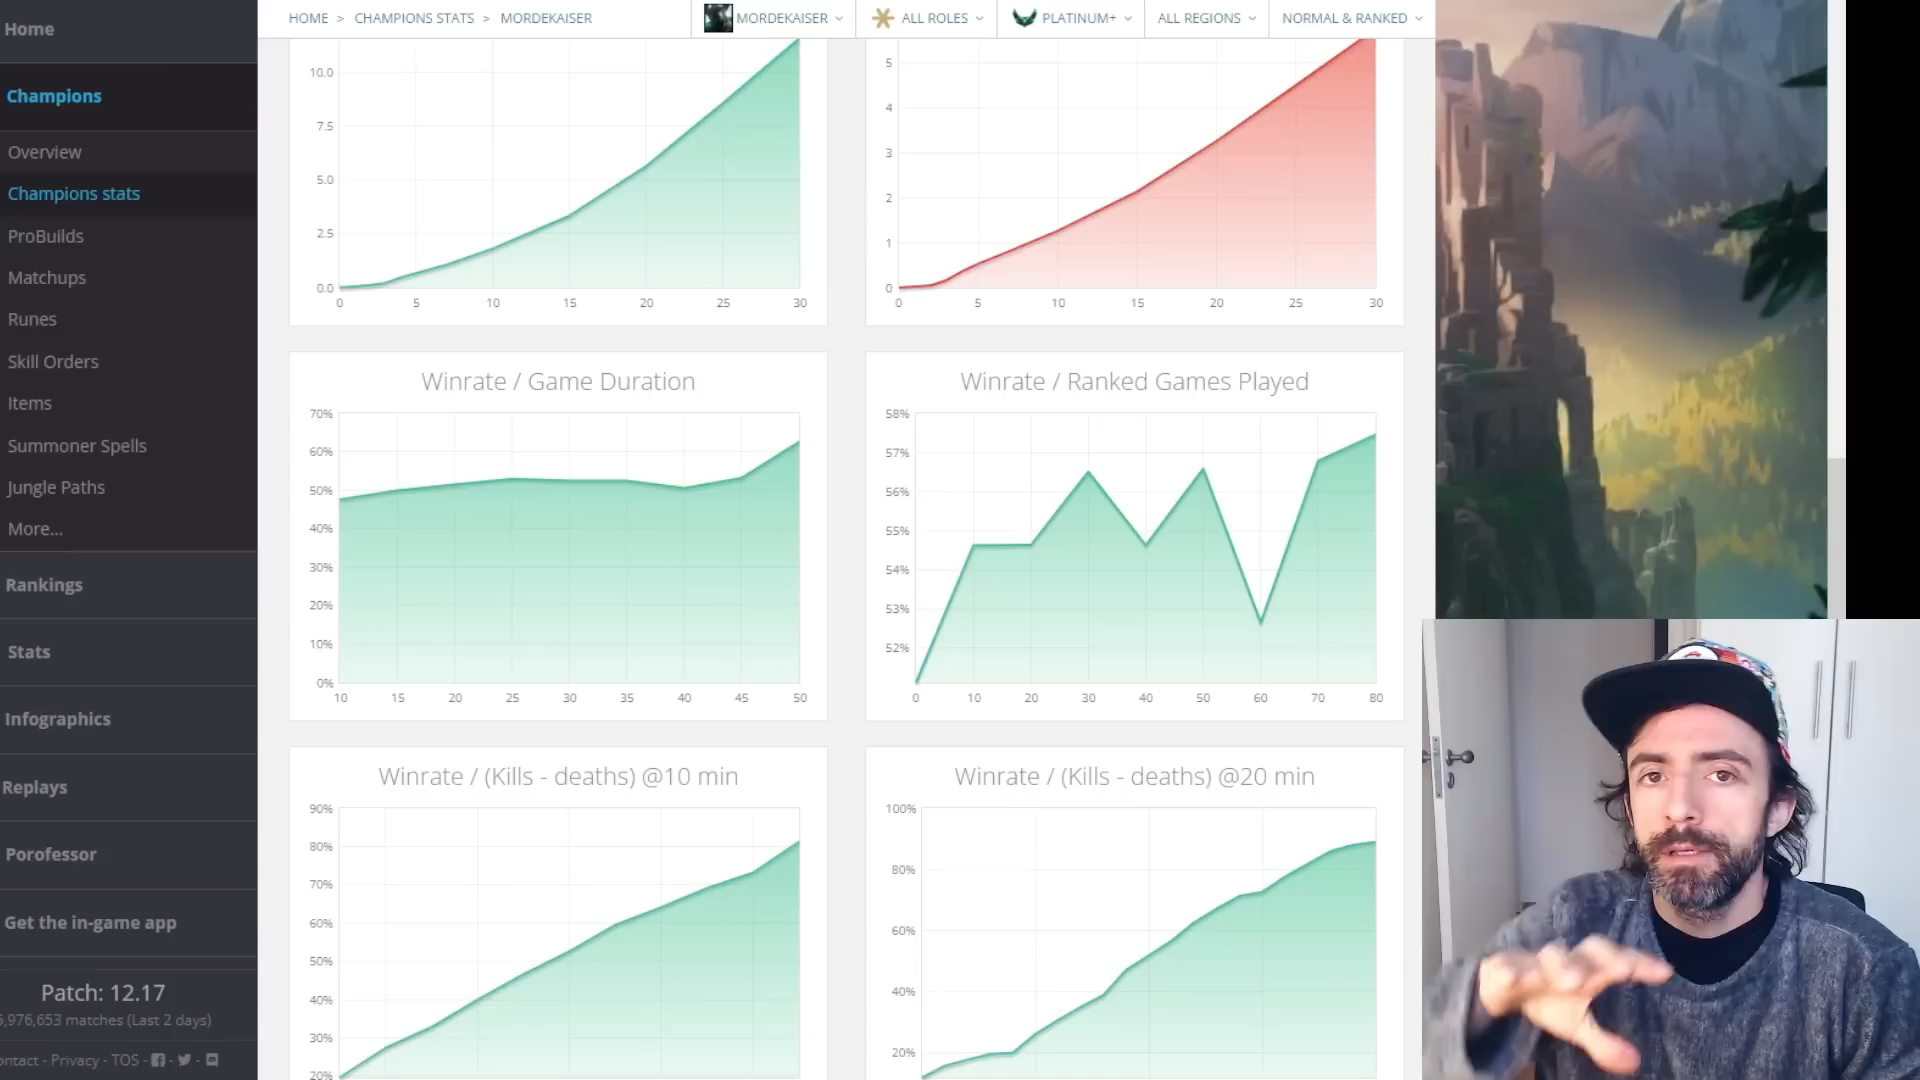 Home
Champions
Overview
Champions stats
ProBuilds
Matchups
Runes
Skill Orders
Items
Summoner Spells
Jungle Paths
More...
Rankings
Stats
Infographics
Replays
Porofessor
Get the in-game app
Patch: 12.17
5,976,653 matches (Last 2 days)
ontact - Privacy - TOS - - -
HOME > CHAMPIONS STATS > MORDEKAISER
MORDEKAISER
ALL ROLES
PLATINUM+
ALL REGIONS
NORMAL & RANKED
10.0
7.5
5.0
2.5
0.0
0 5 10 15 20 25 30
5
4
3
2
1
0
0 5 10 15 20 25 30
Winrate / Game Duration
70%
60%
50%
40%
30%
20%
10%
0%
10 15 20 25 30 35 40 45 50
Winrate / Ranked Games Played
58%
57%
56%
55%
54%
53%
52%
0 10 20 30 40 50 60 70 80
Winrate / (Kills - deaths) @10 min
90%
80%
70%
60%
50%
40%
30%
20%
Winrate / (Kills - deaths) @20 min
100%
80%
60%
40%
20%